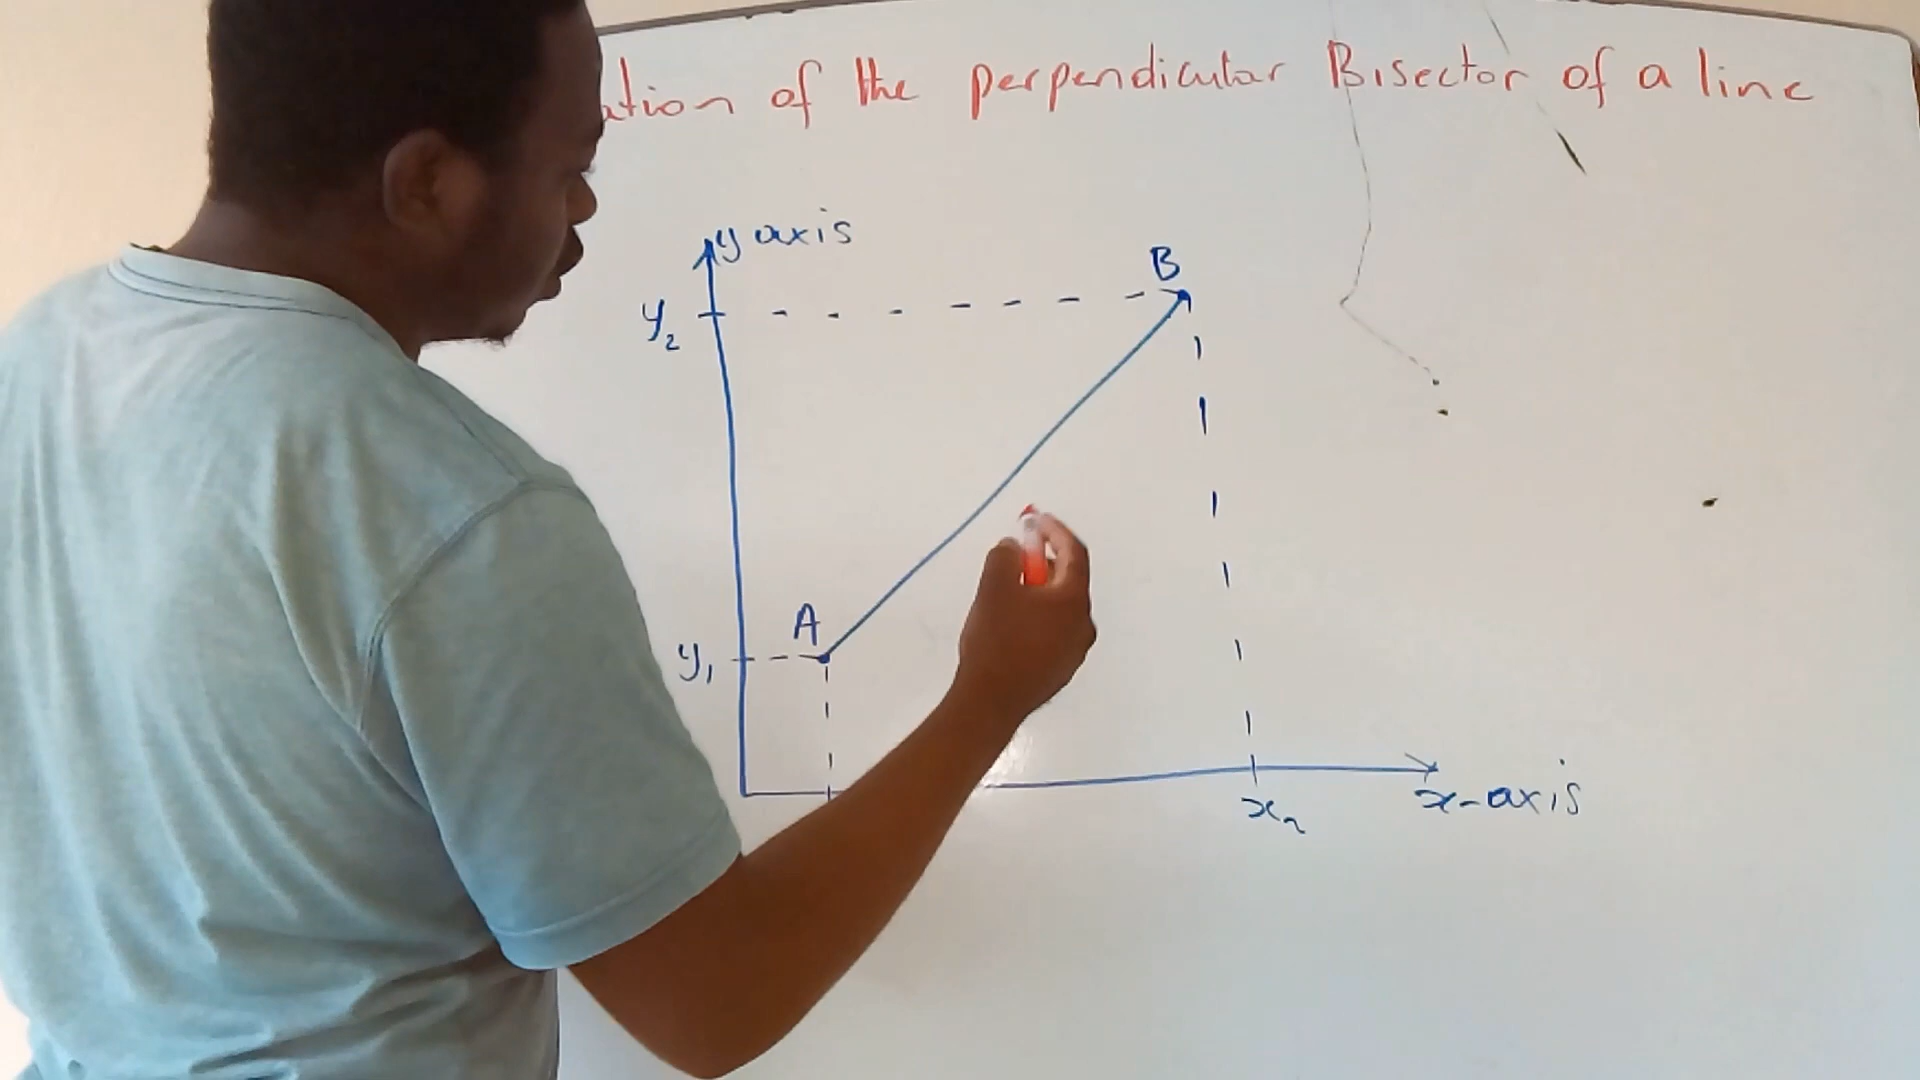 ation of the perpendicular Bisector of a line
y axis
B
y2
A
y1
x2
x-axis